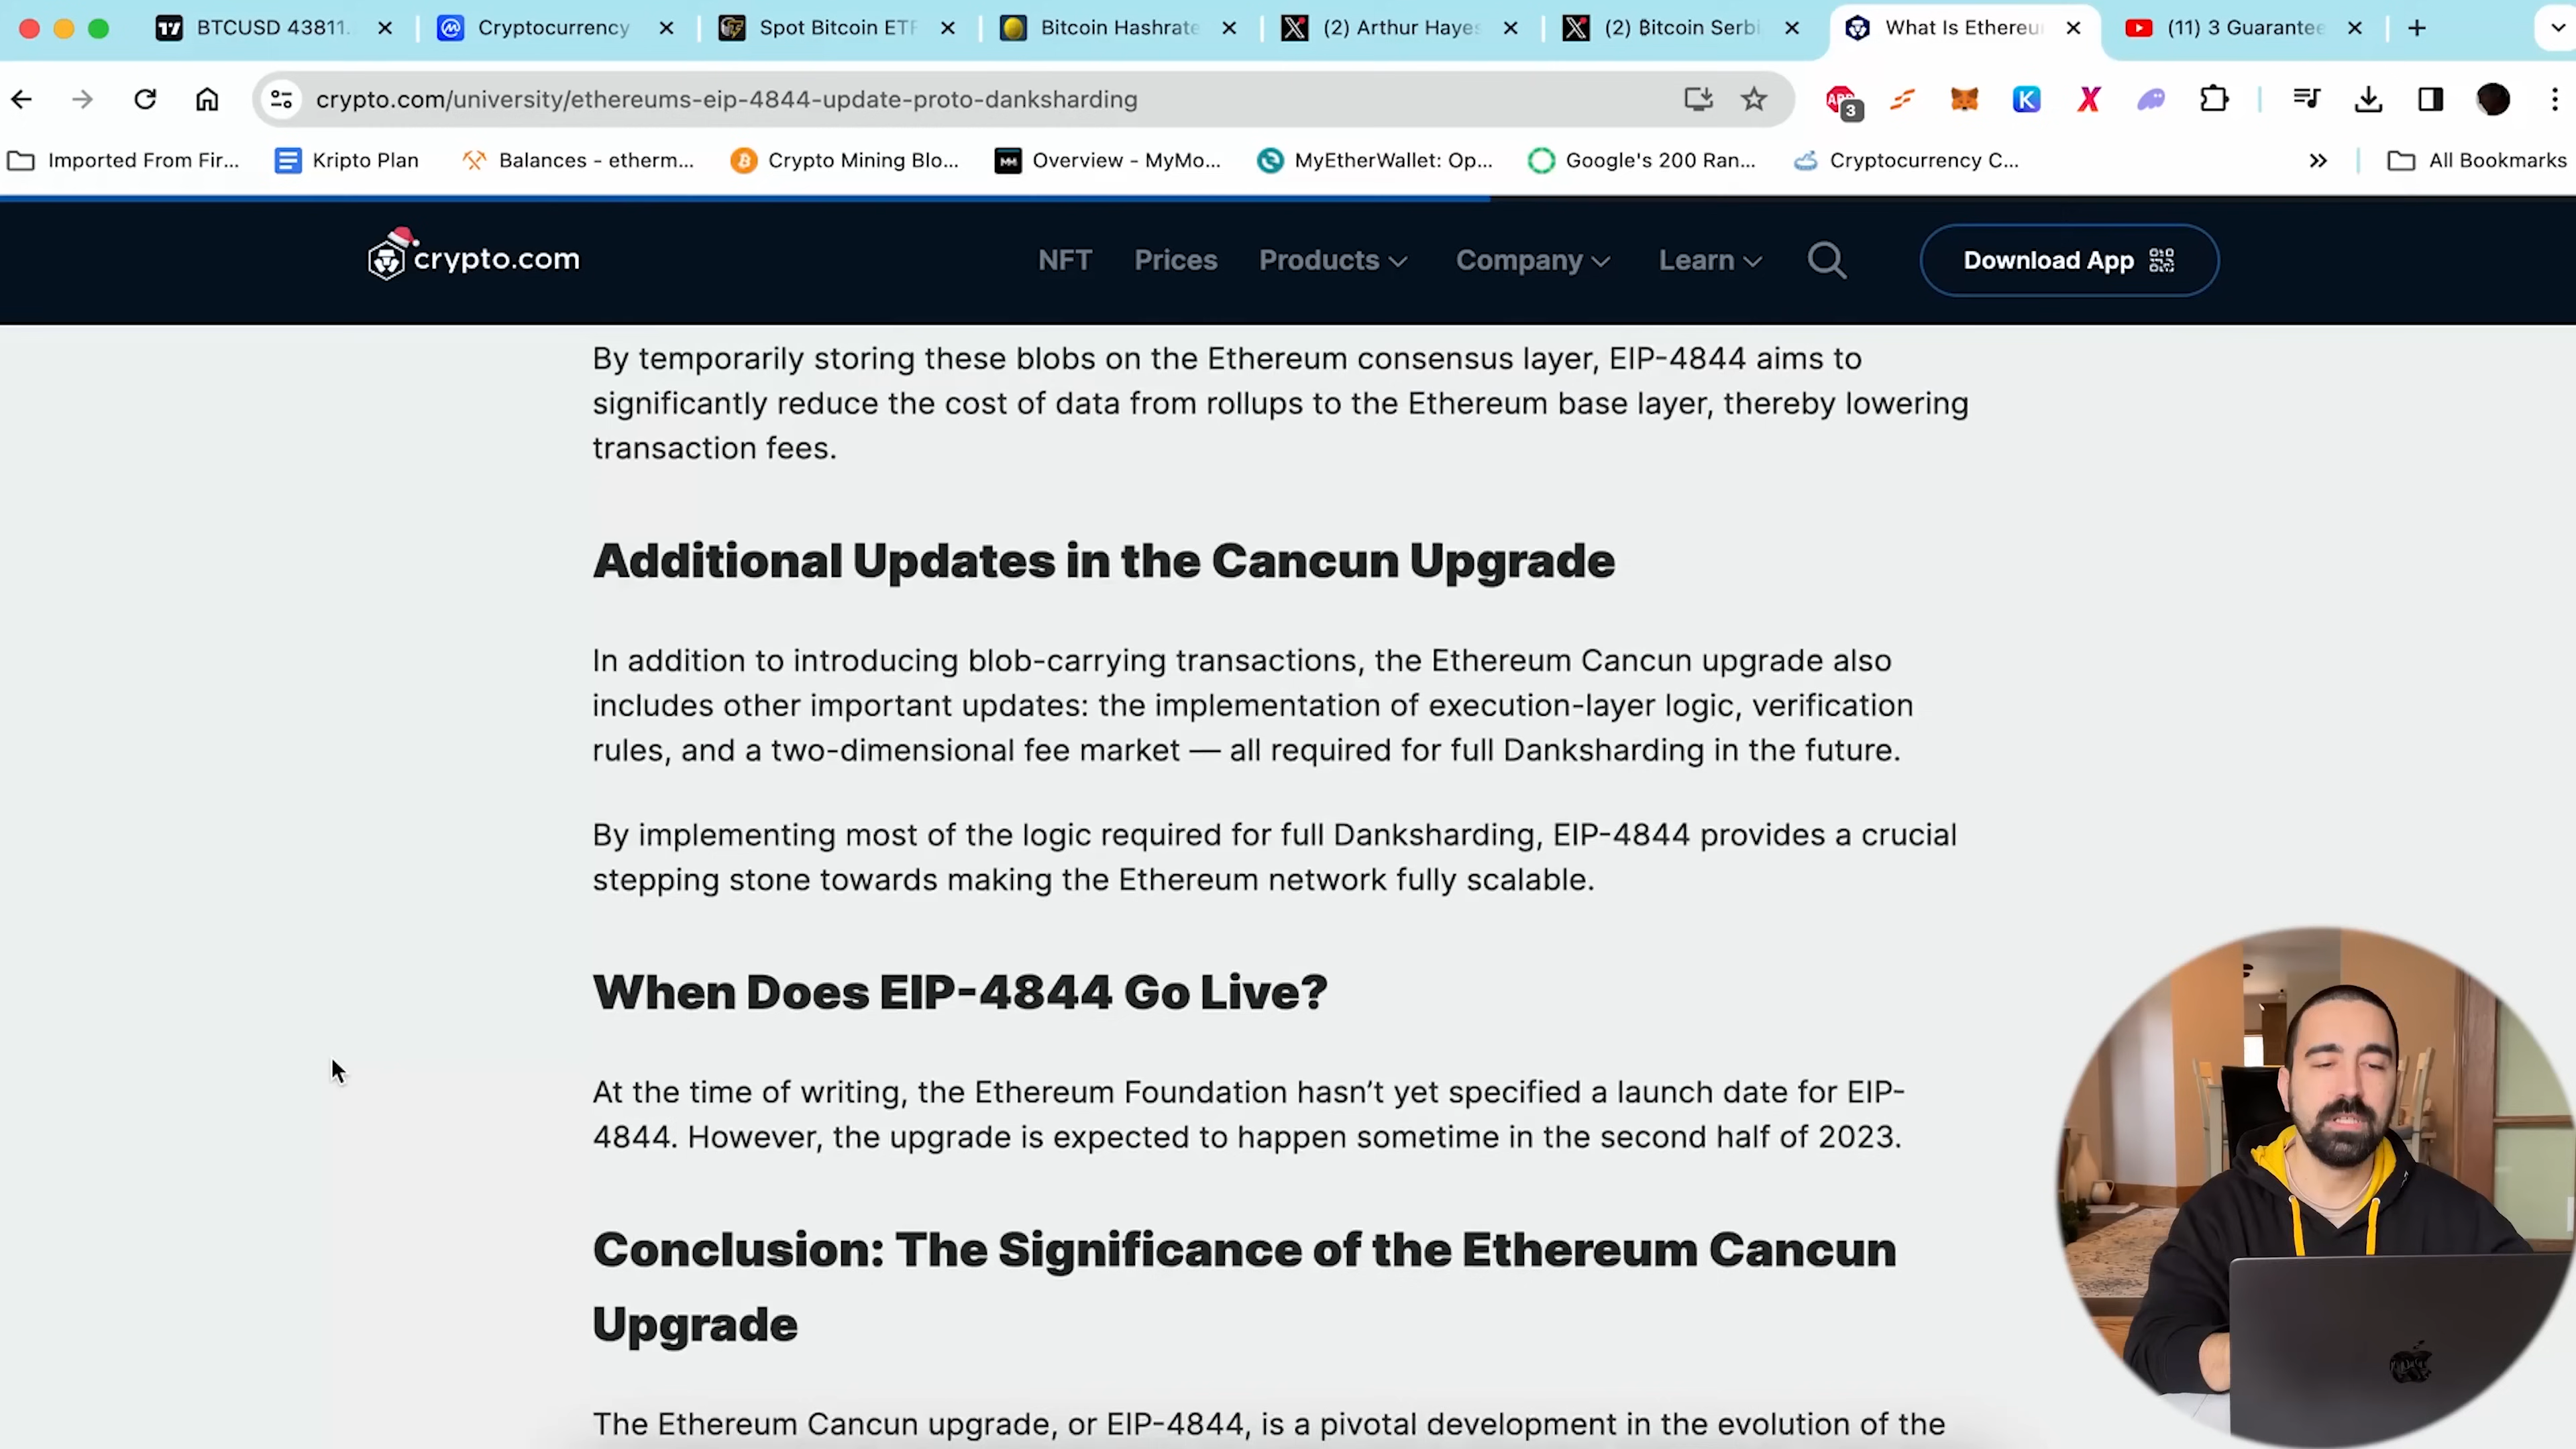 BTCUSD 43811. Cryptocurrency Spot Bitcoin ETF Bitcoin Hashrate (2) Arthur Hayes (2) Bitcoin Serbi What Is Ethereu (11) 3 Guarantee
crypto.com/university/ethereums-eip-4844-update-proto-danksharding 3
Imported From Fir... Kripto Plan Balances - etherm... Crypto Mining Blo... Overview - MyMo... MyEtherWallet: Op... Google's 200 Ran... Cryptocurrency C... All Bookmarks
crypto.com NFT Prices Products Company Learn Download App
By temporarily storing these blobs on the Ethereum consensus layer, EIP-4844 aims to
significantly reduce the cost of data from rollups to the Ethereum base layer, thereby lowering
transaction fees.
Additional Updates in the Cancun Upgrade
In addition to introducing blob-carrying transactions, the Ethereum Cancun upgrade also
includes other important updates: the implementation of execution-layer logic, verification
rules, and a two-dimensional fee market — all required for full Danksharding in the future.
By implementing most of the logic required for full Danksharding, EIP-4844 provides a crucial
stepping stone towards making the Ethereum network fully scalable.
When Does EIP-4844 Go Live?
At the time of writing, the Ethereum Foundation hasn’t yet specified a launch date for EIP-
4844. However, the upgrade is expected to happen sometime in the second half of 2023.
Conclusion: The Significance of the Ethereum Cancun
Upgrade
The Ethereum Cancun upgrade, or EIP-4844, is a pivotal development in the evolution of the